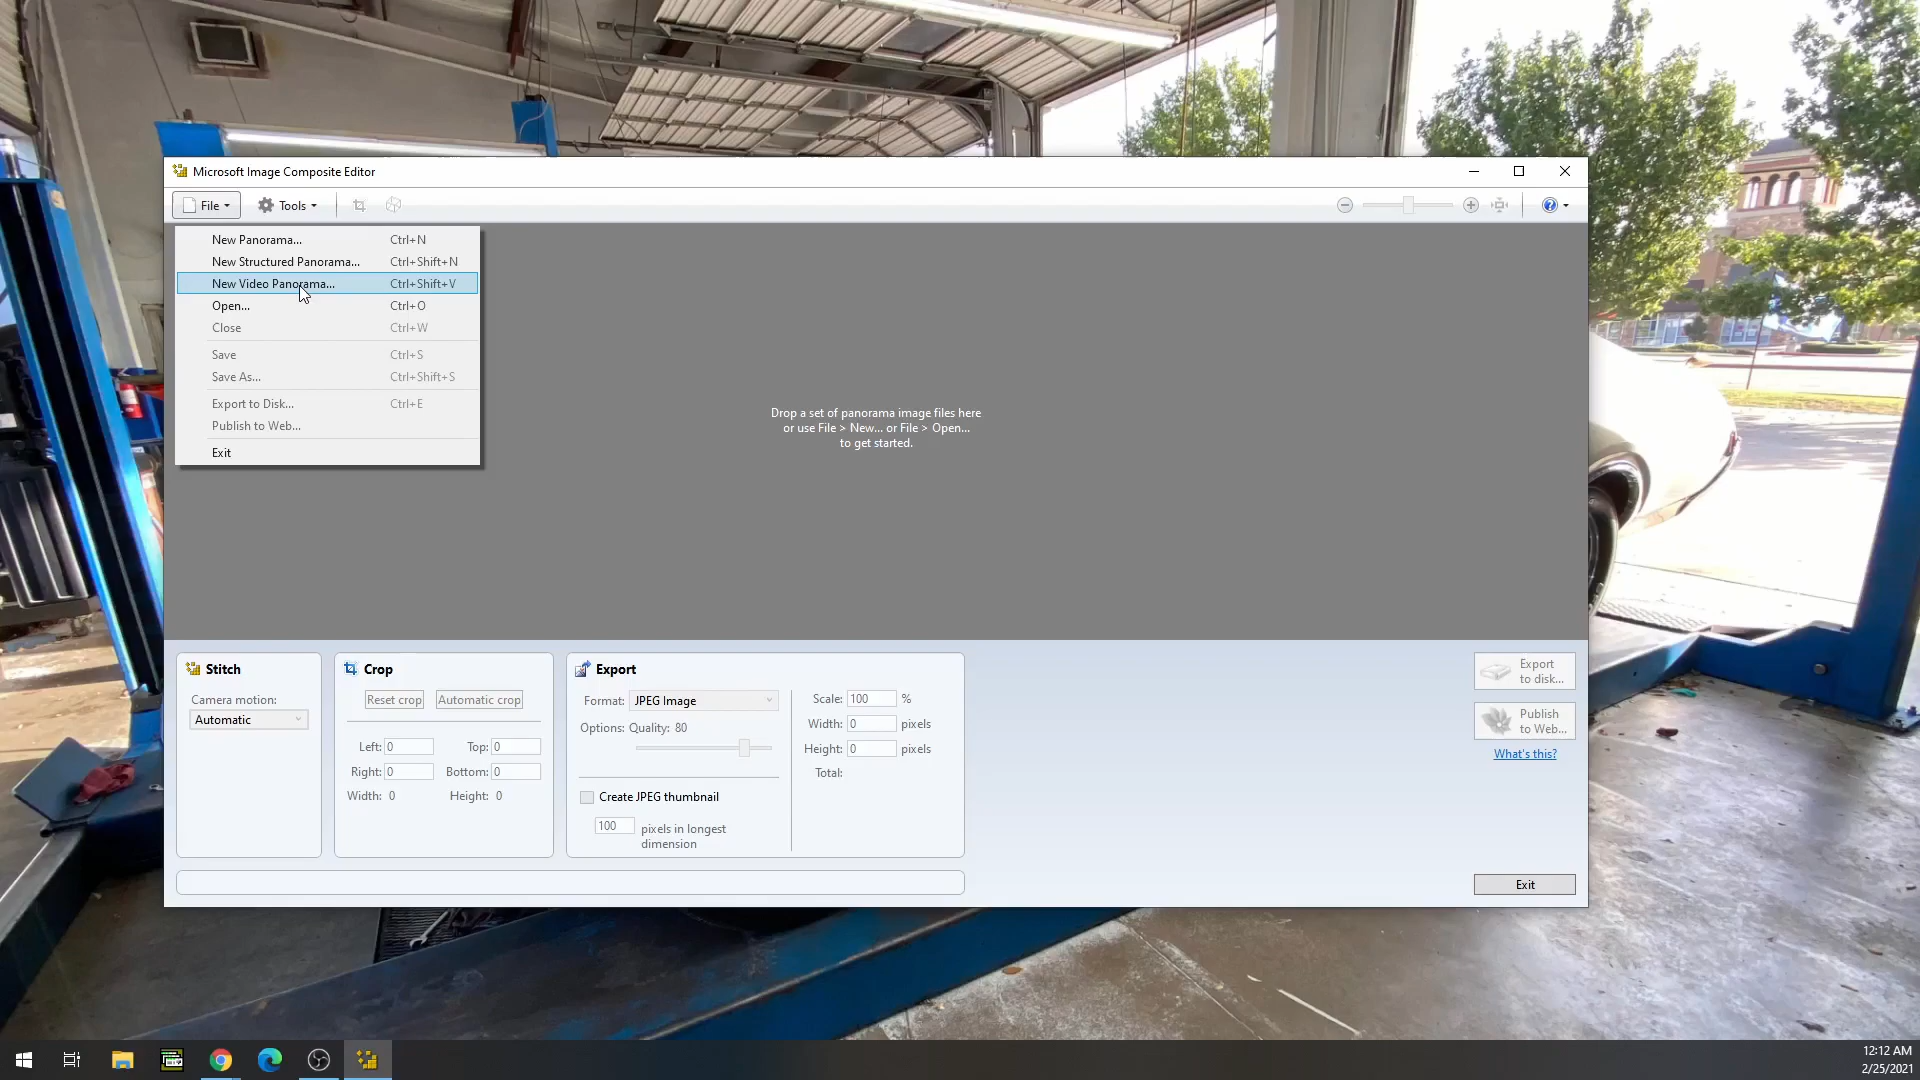 Microsoft Image Composite Editor
File
Tools
New Panorama... Ctrl+N
New Structured Panorama... Ctrl+Shift+N
New Video Panorama... Ctrl+Shift+V
Open... Ctrl+O
Close Ctrl+W
Save Ctrl+S
Save As... Ctrl+Shift+S
Export to Disk... Ctrl+E
Publish to Web...
Exit
Drop a set of panorama image files here
or use File > New... or File > Open...
to get started.
Stitch
Camera motion:
Automatic
Crop
Reset crop Automatic crop
Left: 0 Top: 0
Right: 0 Bottom: 0
Width: 0 Height: 0
Export
Format: JPEG Image
Options: Quality: 80
Create JPEG thumbnail
100 pixels in longest
dimension
Scale: 100 %
Width: 0 pixels
Height: 0 pixels
Total:
Export
to disk...
Publish
to Web...
What's this?
Exit
12:12 AM
2/25/2021